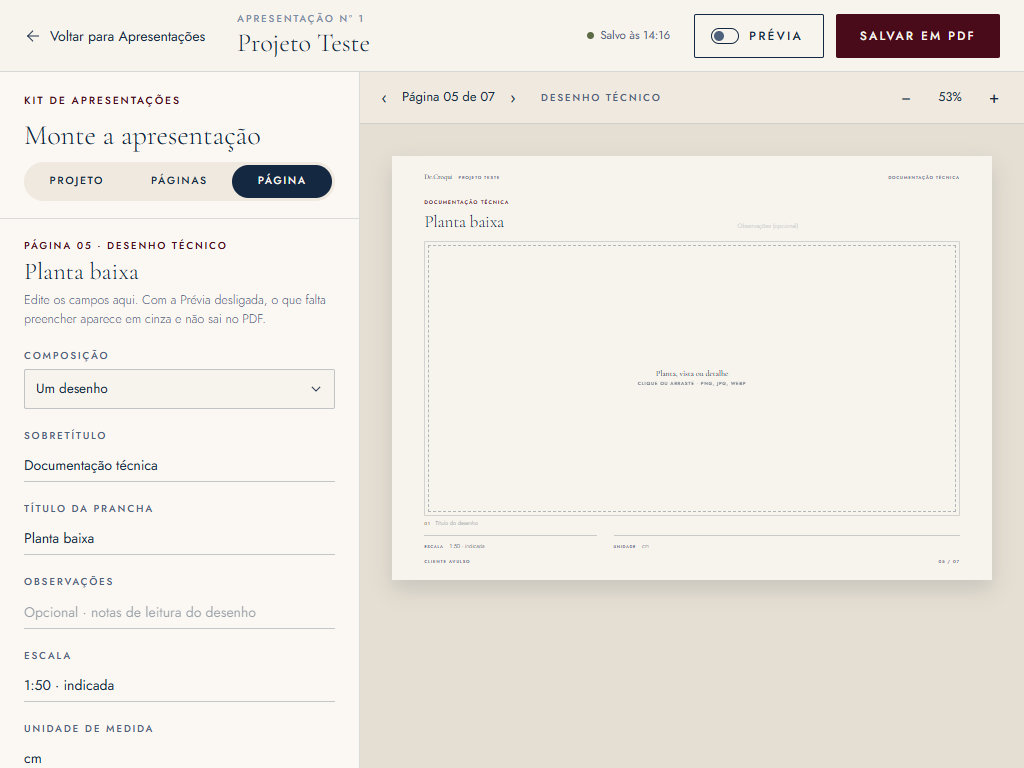 Voltar para Apresentações
APRESENTAÇÃO Nº 1
Projeto Teste
Salvo às 14:16
PRÉVIA
SALVAR EM PDF
KIT DE APRESENTAÇÕES
Monte a apresentação
PROJETO
PÁGINAS
PÁGINA
PÁGINA 05 · DESENHO TÉCNICO
Planta baixa
Edite os campos aqui. Com a Prévia desligada, o que falta
preencher aparece em cinza e não sai no PDF.
COMPOSIÇÃO
Um desenho
SOBRETÍTULO
Documentação técnica
TÍTULO DA PRANCHA
Planta baixa
OBSERVAÇÕES
Opcional · notas de leitura do desenho
ESCALA
1:50 · indicada
UNIDADE DE MEDIDA
cm
‹ Página 05 de 07 ›
DESENHO TÉCNICO
− 53% +
De.Croqui PROJETO TESTE
DOCUMENTAÇÃO TÉCNICA
DOCUMENTAÇÃO TÉCNICA
Planta baixa
Observações (opcional)
Planta, vista ou detalhe
CLIQUE OU ARRASTE · PNG, JPG, WEBP
01 Título do desenho
ESCALA 1:50 · indicada
UNIDADE cm
CLIENTE AVULSO
05 / 07